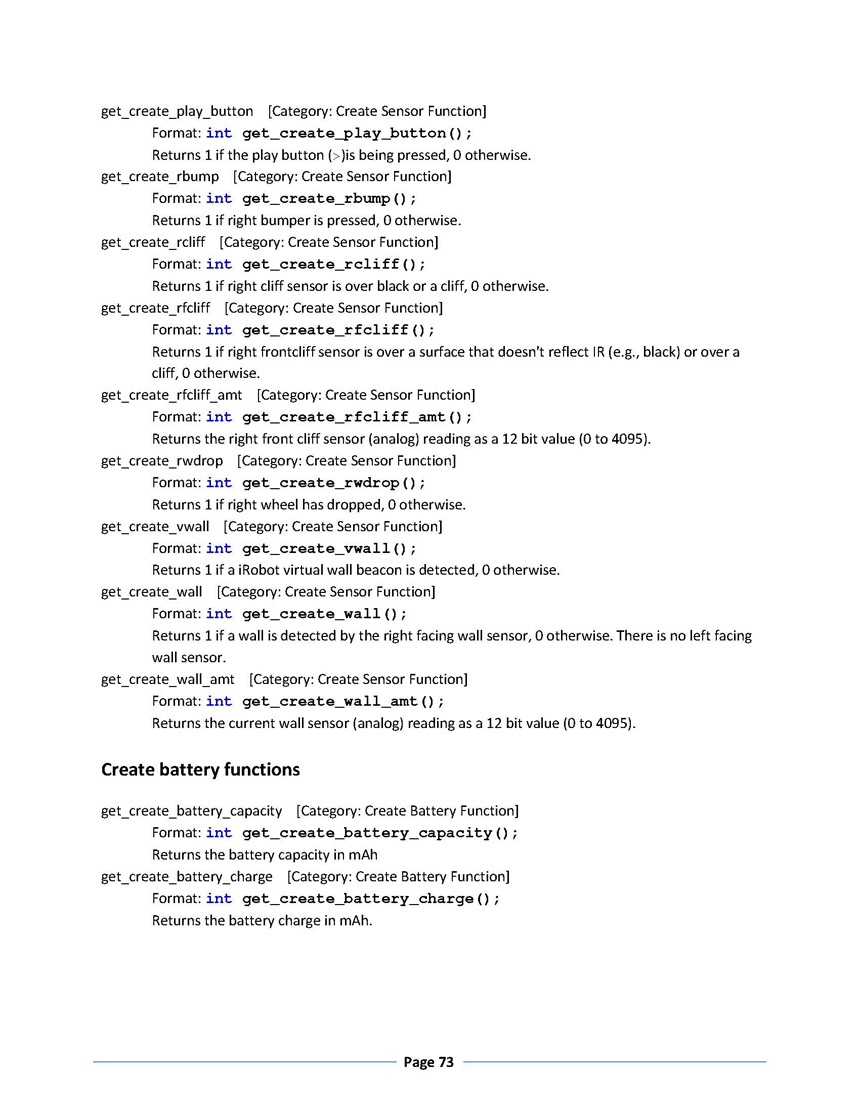 get_create_play_button [Category: Create Sensor Function]
Format: int get_create_play_button();
Returns 1 if the play button (>)is being pressed, 0 otherwise.
get_create_rbump [Category: Create Sensor Function]
Format: int get_create_rbump();
Returns 1 if right bumper is pressed, 0 otherwise.
get_create_rcliff [Category: Create Sensor Function]
Format: int get_create_rcliff();
Returns 1 if right cliff sensor is over black or a cliff, 0 otherwise.
get_create_rfcliff [Category: Create Sensor Function]
Format: int get_create_rfcliff();
Returns 1 if right frontcliff sensor is over a surface that doesn't reflect IR (e.g., black) or over a
cliff, 0 otherwise.
get_create_rfcliff_amt [Category: Create Sensor Function]
Format: int get_create_rfcliff_amt();
Returns the right front cliff sensor (analog) reading as a 12 bit value (0 to 4095).
get_create_rwdrop [Category: Create Sensor Function]
Format: int get_create_rwdrop();
Returns 1 if right wheel has dropped, 0 otherwise.
get_create_vwall [Category: Create Sensor Function]
Format: int get_create_vwall();
Returns 1 if a iRobot virtual wall beacon is detected, 0 otherwise.
get_create_wall [Category: Create Sensor Function]
Format: int get_create_wall();
Returns 1 if a wall is detected by the right facing wall sensor, 0 otherwise. There is no left facing
wall sensor.
get_create_wall_amt [Category: Create Sensor Function]
Format: int get_create_wall_amt();
Returns the current wall sensor (analog) reading as a 12 bit value (0 to 4095).
Create battery functions
get_create_battery_capacity [Category: Create Battery Function]
Format: int get_create_battery_capacity();
Returns the battery capacity in mAh
get_create_battery_charge [Category: Create Battery Function]
Format: int get_create_battery_charge();
Returns the battery charge in mAh.
Page 73